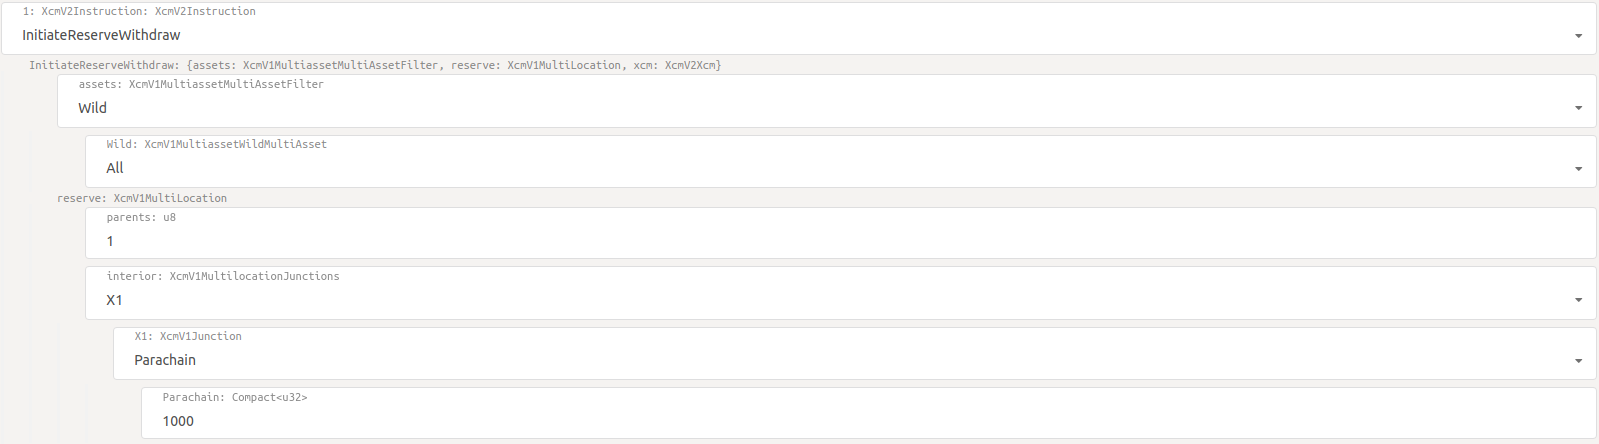 1: XcmV2Instruction: XcmV2Instruction
InitiateReserveWithdraw
InitiateReserveWithdraw: {assets: XcmV1MultiassetMultiAssetFilter, reserve: XcmV1MultiLocation, xcm: XcmV2Xcm}
assets: XcmV1MultiassetMultiAssetFilter
Wild
Wild: XcmV1MultiassetWildMultiAsset
All
reserve: XcmV1MultiLocation
parents: u8
1
interior: XcmV1MultilocationJunctions
X1
X1: XcmV1Junction
Parachain
Parachain: Compact<u32>
1000